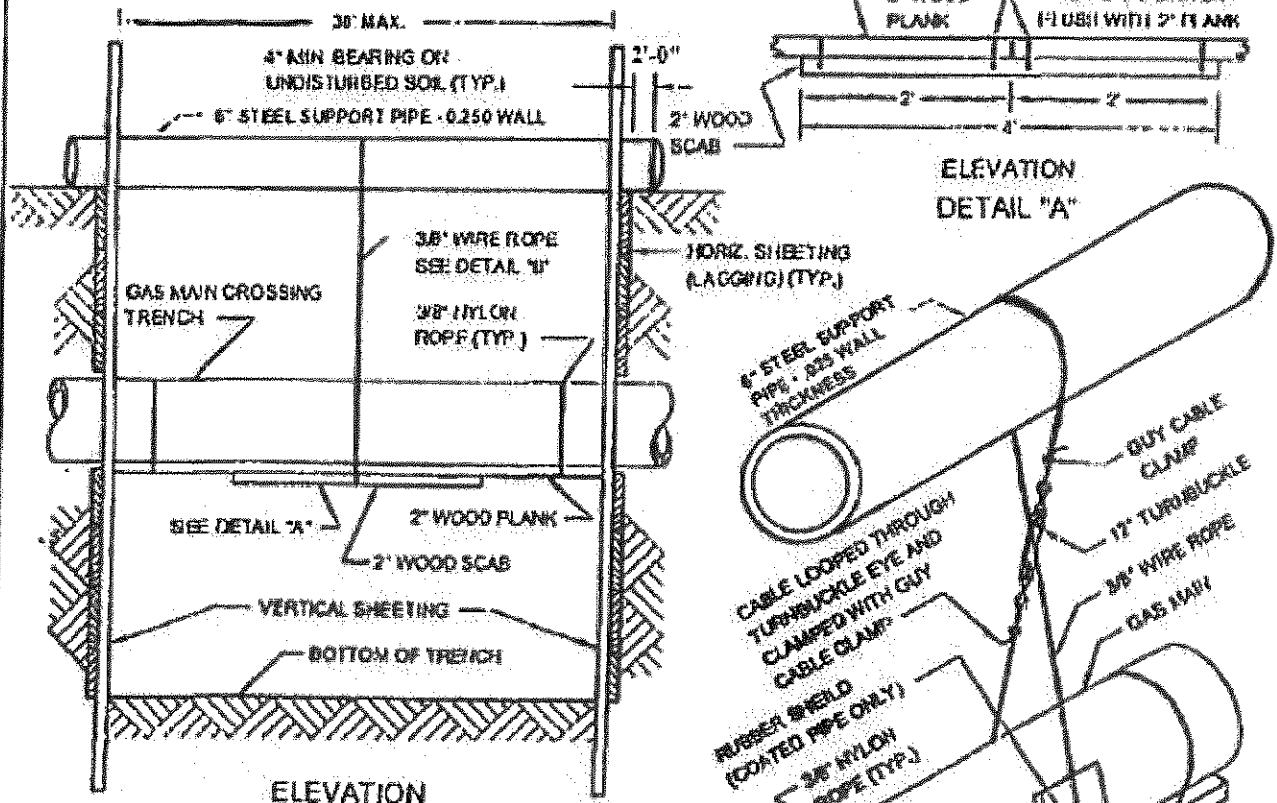 30' MAX.
4" MIN BEARING ON
UNDISTURBED SOIL (TYP.)
2'-0"
6" STEEL SUPPORT PIPE - 0.250 WALL
3/8" WIRE ROPE
SEE DETAIL "B"
GAS MAIN CROSSING
TRENCH
3/8" NYLON
ROPE (TYP.)
HORIZ. SHEETING
(LAGGING) (TYP.)
SEE DETAIL "A"
2" WOOD PLANK
2" WOOD SCAB
VERTICAL SHEETING
BOTTOM OF TRENCH
ELEVATION
PLANK
FLUSH WITH 2" PLANK
2'
2'
4'
2" WOOD
SCAB
ELEVATION
DETAIL "A"
6" STEEL SUPPORT
PIPE - .025 WALL
THICKNESS
GUY CABLE
CLAMP
12" TURNBUCKLE
3/8" WIRE ROPE
GAS MAIN
CABLE LOOPED THROUGH
TURNBUCKLE EYE AND
CLAMPED WITH GUY
CABLE CLAMP
RUBBER SHEILD
(COATED PIPE ONLY)
3/8" NYLON
ROPE (TYP.)